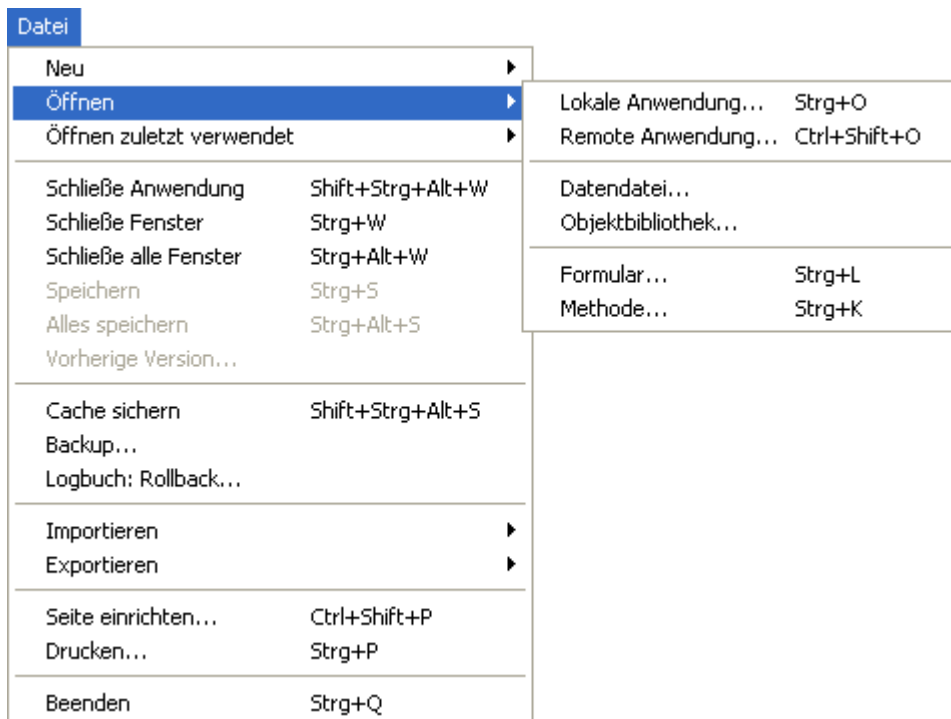 Datei
Neu
Öffnen
Öffnen zuletzt verwendet
Schließe Anwendung Shift+Strg+Alt+W
Schließe Fenster Strg+W
Schließe alle Fenster Strg+Alt+W
Speichern Strg+S
Alles speichern Strg+Alt+S
Vorherige Version...
Cache sichern Shift+Strg+Alt+S
Backup...
Logbuch: Rollback...
Importieren
Exportieren
Seite einrichten... Ctrl+Shift+P
Drucken... Strg+P
Beenden Strg+Q
Lokale Anwendung... Strg+O
Remote Anwendung... Ctrl+Shift+O
Datendatei...
Objektbibliothek...
Formular... Strg+L
Methode... Strg+K